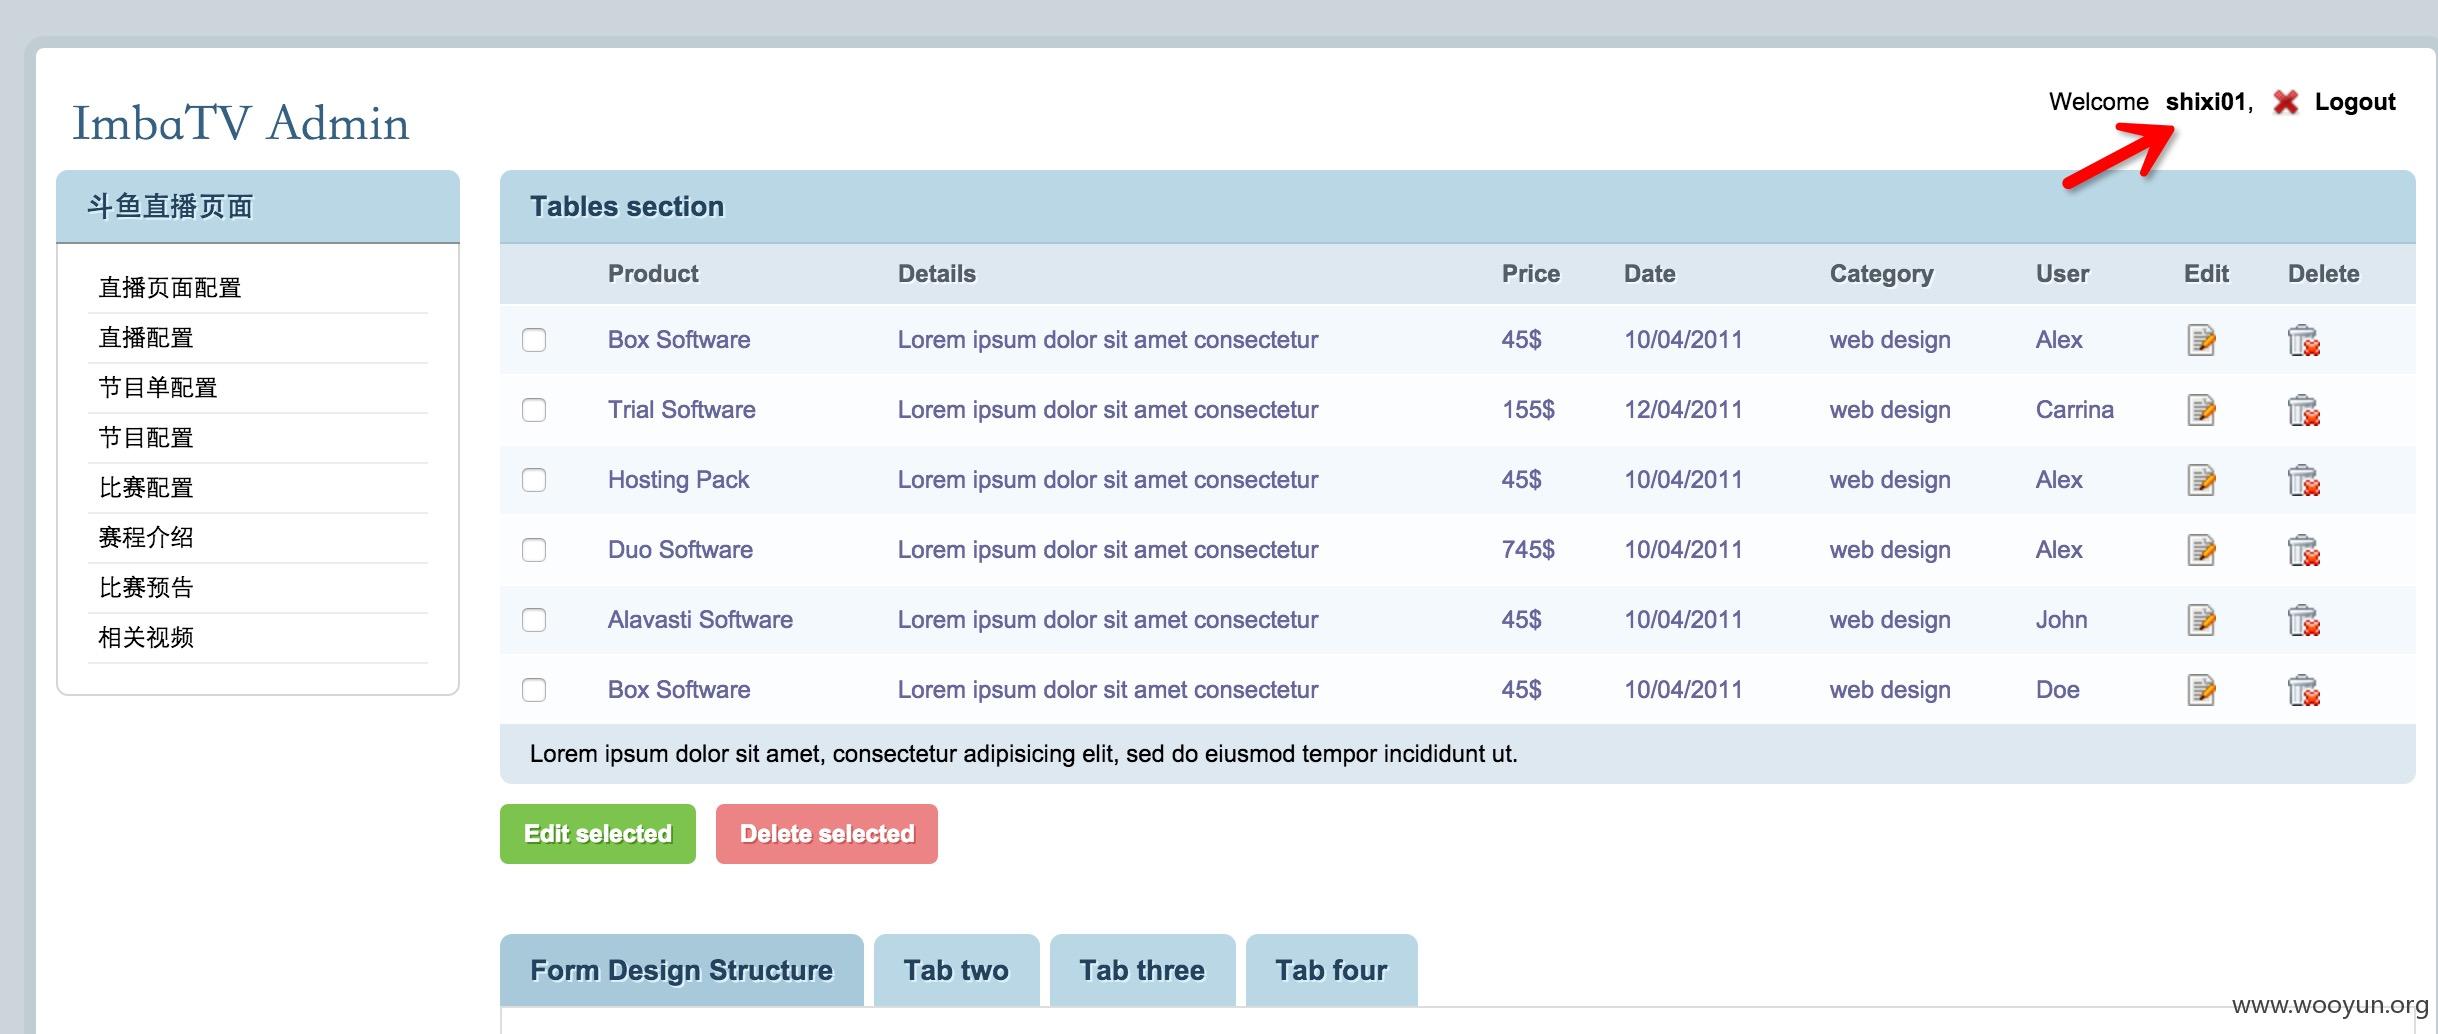 ImbaTV Admin
Welcome shixi01, Logout
斗鱼直播页面
直播页面配置
直播配置
节目单配置
节目配置
比赛配置
赛程介绍
比赛预告
相关视频
Tables section
Product Details Price Date Category User Edit Delete
Box Software Lorem ipsum dolor sit amet consectetur 45$ 10/04/2011 web design Alex
Trial Software Lorem ipsum dolor sit amet consectetur 155$ 12/04/2011 web design Carrina
Hosting Pack Lorem ipsum dolor sit amet consectetur 45$ 10/04/2011 web design Alex
Duo Software Lorem ipsum dolor sit amet consectetur 745$ 10/04/2011 web design Alex
Alavasti Software Lorem ipsum dolor sit amet consectetur 45$ 10/04/2011 web design John
Box Software Lorem ipsum dolor sit amet consectetur 45$ 10/04/2011 web design Doe
Lorem ipsum dolor sit amet, consectetur adipisicing elit, sed do eiusmod tempor incididunt ut.
Edit selected Delete selected
Form Design Structure Tab two Tab three Tab four
www.wooyun.org